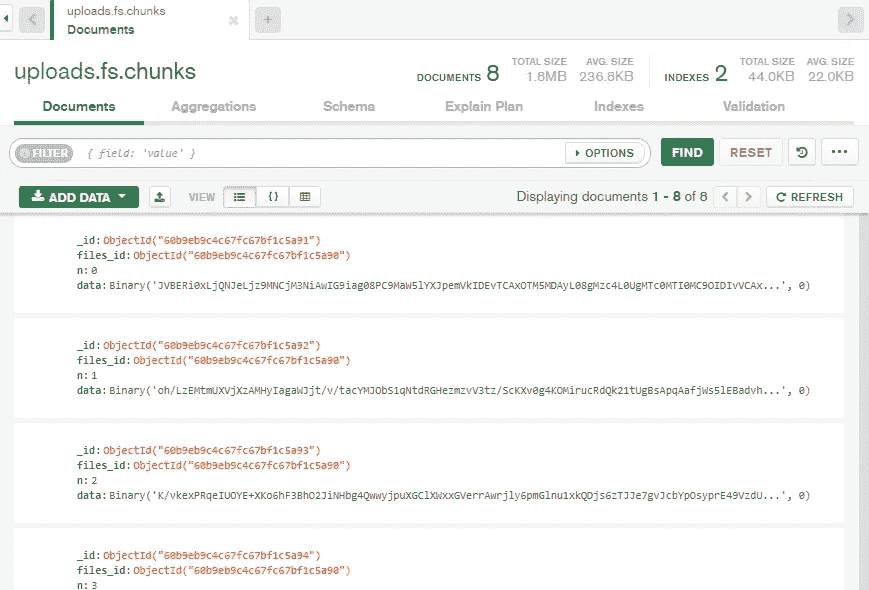 uploads.fs.chunks
Documents
uploads.fs.chunks
DOCUMENTS 8 TOTAL SIZE 1.8MB AVG. SIZE 236.8KB INDEXES 2 TOTAL SIZE 44.0KB AVG. SIZE 22.0KB
Documents Aggregations Schema Explain Plan Indexes Validation
FILTER { field: 'value' } OPTIONS FIND RESET
ADD DATA VIEW {} Displaying documents 1 - 8 of 8 REFRESH
_id: ObjectId("60b9eb9c4c67fc67bf1c5a91")
files_id: ObjectId("60b9eb9c4c67fc67bf1c5a90")
n: 0
data: Binary('JVBERi0xLjQNJeLjz9MNCjM3NiAwIG9iag08PC9MaW5lYXJpemVkIDEvTCAxOTM5MDAyL08gMzc4L0UgMTc0MTI0MC9OIDIvVCAx...', 0)
_id: ObjectId("60b9eb9c4c67fc67bf1c5a92")
files_id: ObjectId("60b9eb9c4c67fc67bf1c5a90")
n: 1
data: Binary('oh/LzEMtmUXVjXzAMHyIagaWJjt/v/tacYMJObS1qNtdRGHezmzvV3tz/ScKXv0g4KOMirucRdQk21tUgBsApqAafjWs5lEBadvh...', 0)
_id: ObjectId("60b9eb9c4c67fc67bf1c5a93")
files_id: ObjectId("60b9eb9c4c67fc67bf1c5a90")
n: 2
data: Binary('K/vkexPRqeIUOYE+XKo6hF3BhO2JiNHbg4QwwyjpuXGClXWxxGVerrAwrjly6pmGlnu1xkQDjs6zTJJe7gvJcbYpOsyprE49VzdU...', 0)
_id: ObjectId("60b9eb9c4c67fc67bf1c5a94")
files_id: ObjectId("60b9eb9c4c67fc67bf1c5a90")
n: 3